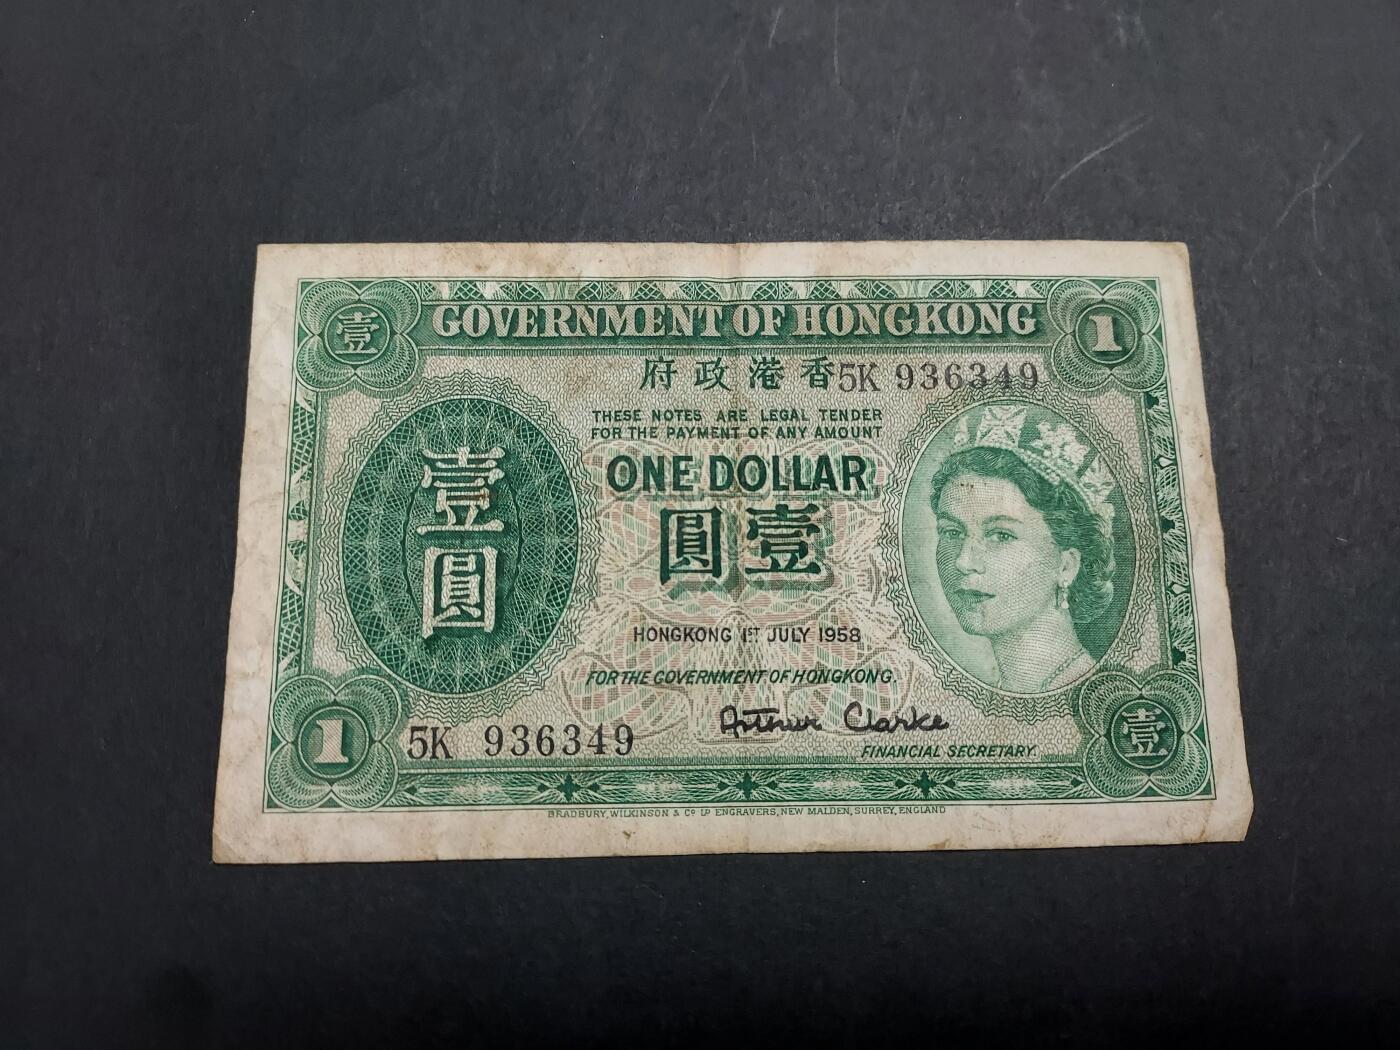 壹 GOVERNMENT OF HONGKONG 1
府政港香 5K 936349
THESE NOTES ARE LEGAL TENDER
FOR THE PAYMENT OF ANY AMOUNT
ONE DOLLAR
圓壹
壹
圓
HONGKONG 1ST JULY 1958
FOR THE GOVERNMENT OF HONGKONG.
Arthur Clarke
1 5K 936349 壹
FINANCIAL SECRETARY.
BRADBURY, WILKINSON & Co. LD ENGRAVERS, NEW MALDEN, SURREY, ENGLAND